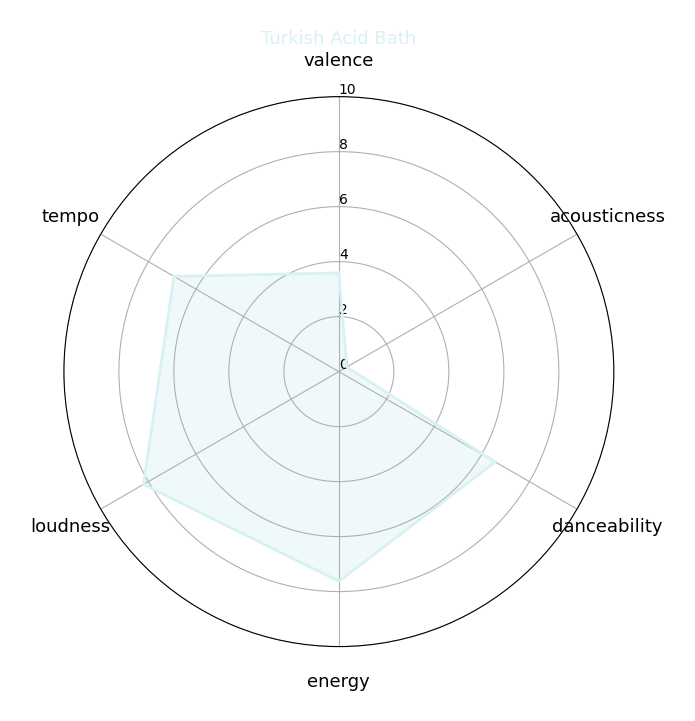 Turkish Acid Bath
valence
10
8
tempo
acousticness
6
4
2
0
loudness
danceability
energy